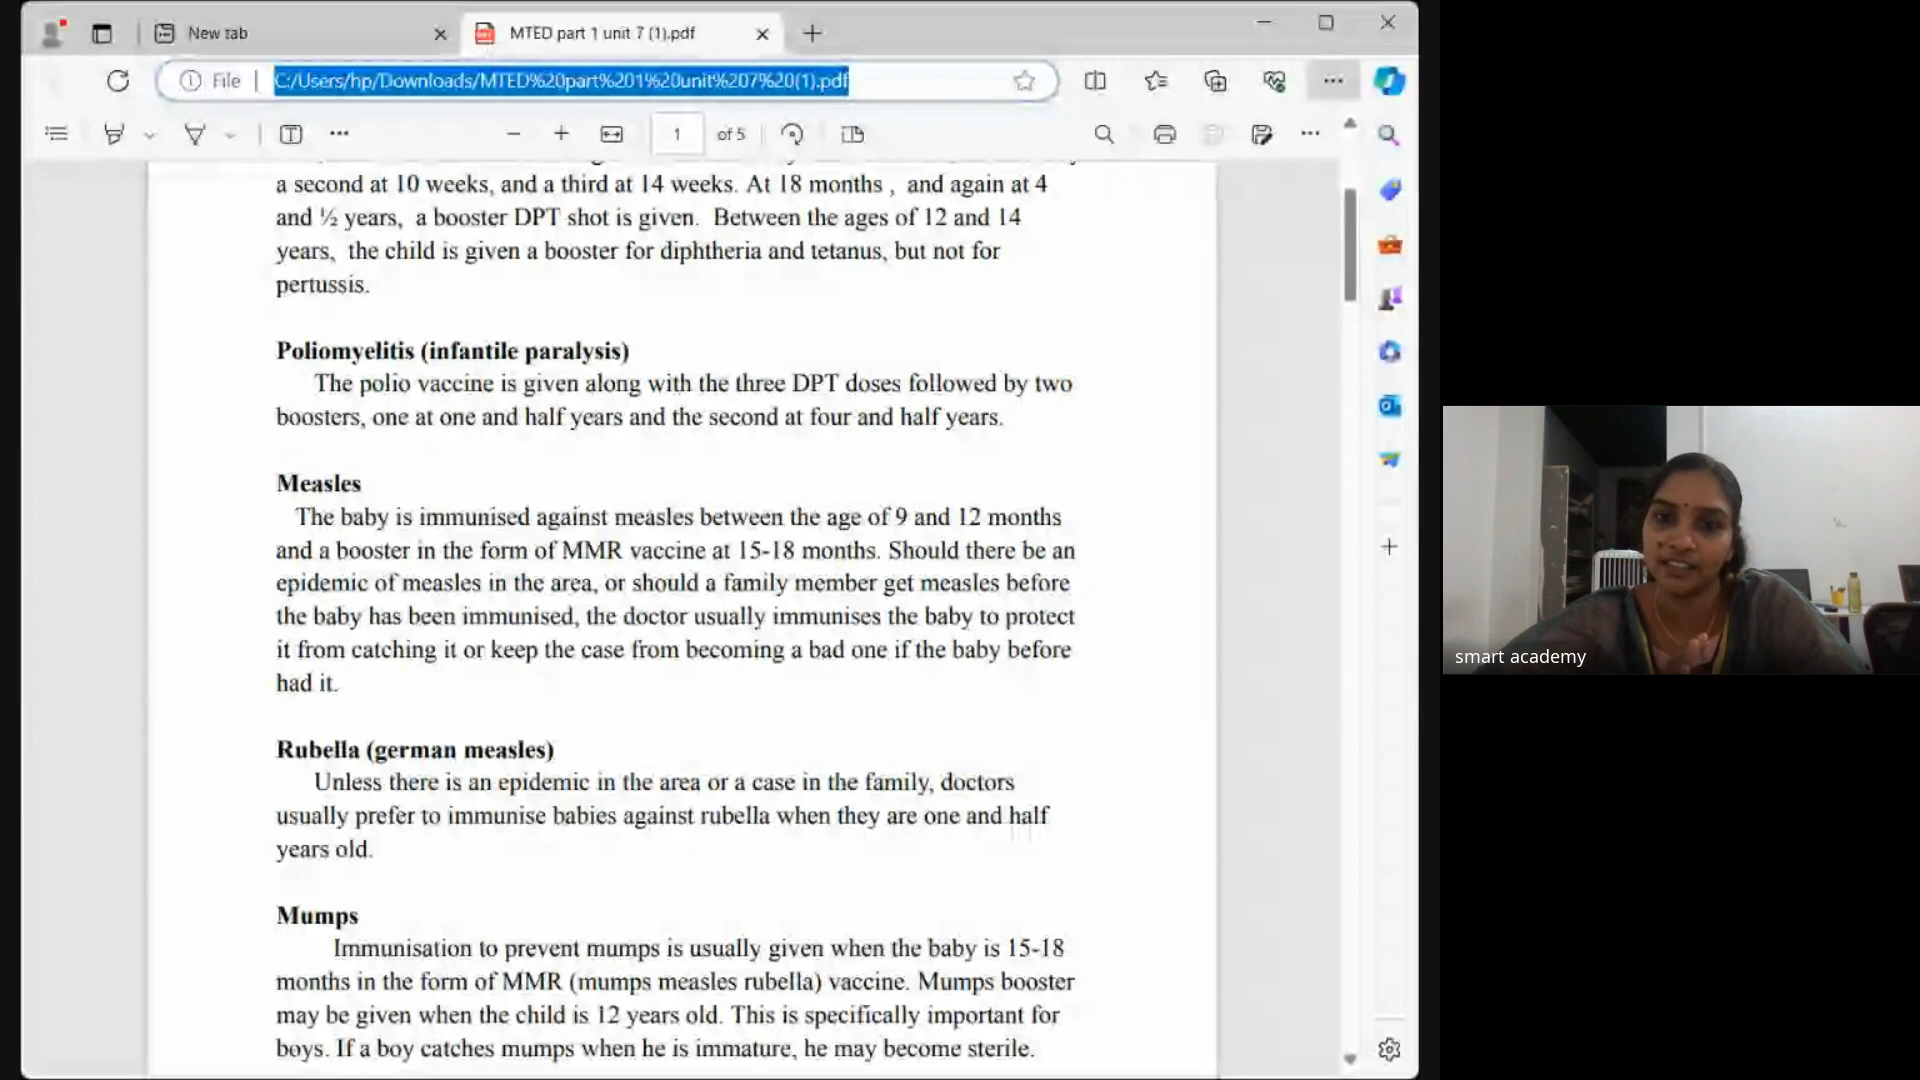 New tab
MTED part 1 unit 7 (1).pdf
File
C:/Users/hp/Downloads/MTED%20part%201%20unit%207%20(1).pdf
1 of 5
a second at 10 weeks, and a third at 14 weeks. At 18 months , and again at 4
and ½ years, a booster DPT shot is given. Between the ages of 12 and 14
years, the child is given a booster for diphtheria and tetanus, but not for
pertussis.
Poliomyelitis (infantile paralysis)
The polio vaccine is given along with the three DPT doses followed by two
boosters, one at one and half years and the second at four and half years.
Measles
The baby is immunised against measles between the age of 9 and 12 months
and a booster in the form of MMR vaccine at 15-18 months. Should there be an
epidemic of measles in the area, or should a family member get measles before
the baby has been immunised, the doctor usually immunises the baby to protect
it from catching it or keep the case from becoming a bad one if the baby before
had it.
Rubella (german measles)
Unless there is an epidemic in the area or a case in the family, doctors
usually prefer to immunise babies against rubella when they are one and half
years old.
Mumps
Immunisation to prevent mumps is usually given when the baby is 15-18
months in the form of MMR (mumps measles rubella) vaccine. Mumps booster
may be given when the child is 12 years old. This is specifically important for
boys. If a boy catches mumps when he is immature, he may become sterile.
smart academy